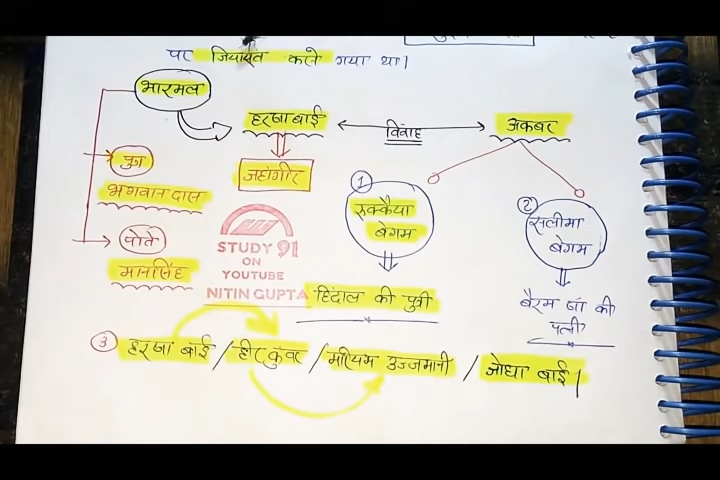 पर जियारत करने गया था।
भारमल
हरखा बाई
विवाह
अकबर
जहांगीर
पुत्र
भगवान दास
पोते
मानसिंह
1
रुक्कैया
बेगम
2
सलीमा
बेगम
STUDY 91
ON
YOUTUBE
NITIN GUPTA
हिंदाल की पुत्री
बैरम खाँ की
पत्नी
3 हरखा बाई / हीर कुंवर / मरियम उज्जमानी / जोधा बाई।